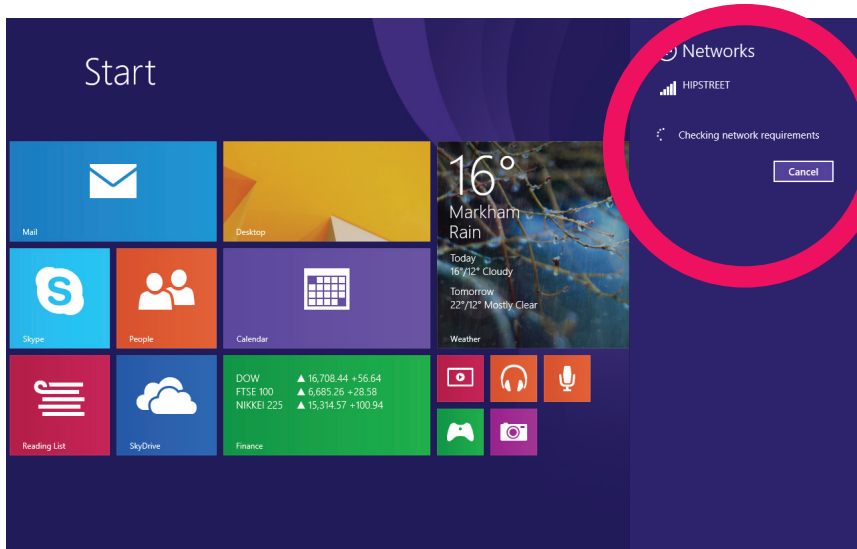 Start
Networks
HIPSTREET
Checking network requirements
Cancel
Mail
Desktop
16°
Markham
Rain
Today
16°/12° Cloudy
Tomorrow
22°/12° Mostly Clear
Weather
Skype
People
Calendar
DOW ▲ 16,708.44 +56.64
FTSE 100 ▲ 6,685.26 +28.58
NIKKEI 225 ▲ 15,314.57 +100.94
Reading List
SkyDrive
Finance